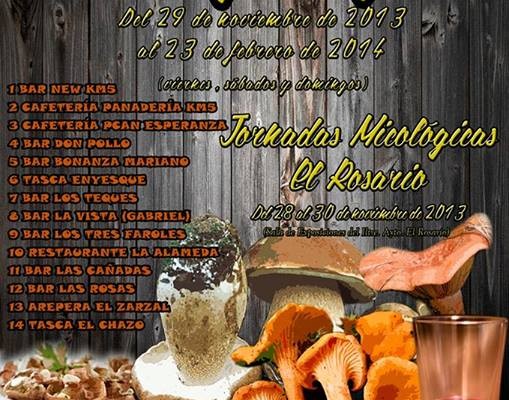 Del 29 de noviembre de 2013
al 23 de febrero de 2014
(viernes, sábados y domingos)
1 BAR NEW KM5
2 CAFETERÍA PANADERÍA KM5
3 CAFETERÍA PCAN ESPERANZA
4 BAR DON POLLO
5 BAR BONANZA MARIANO
6 TASCA ENYESQUE
7 BAR LOS TEQUES
8 BAR LA VISTA (GABRIEL)
9 BAR LOS TRES FAROLES
10 RESTAURANTE LA ALAMEDA
11 BAR LAS CAÑADAS
12 BAR LAS ROSAS
13 AREPERA EL ZARZAL
14 TASCA EL CHAZO
Jornadas Micológicas
El Rosario
Del 28 al 30 de noviembre de 2013
(Sala de Exposiciones del Iltre. Ayto. El Rosario)